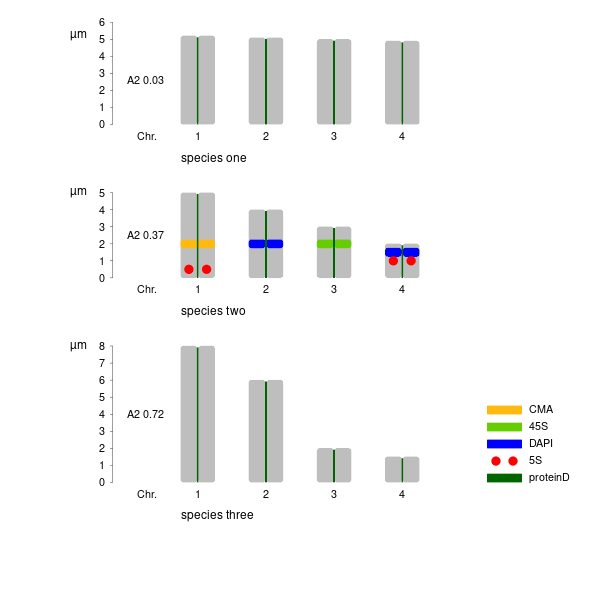 µm
6
5
4
3
2
1
0
A2 0.03
Chr. 1 2 3 4
species one
µm
5
4
3
2
1
0
A2 0.37
Chr. 1 2 3 4
species two
µm
8
7
6
5
4
3
2
1
0
A2 0.72
Chr. 1 2 3 4
species three
CMA
45S
DAPI
5S
proteinD